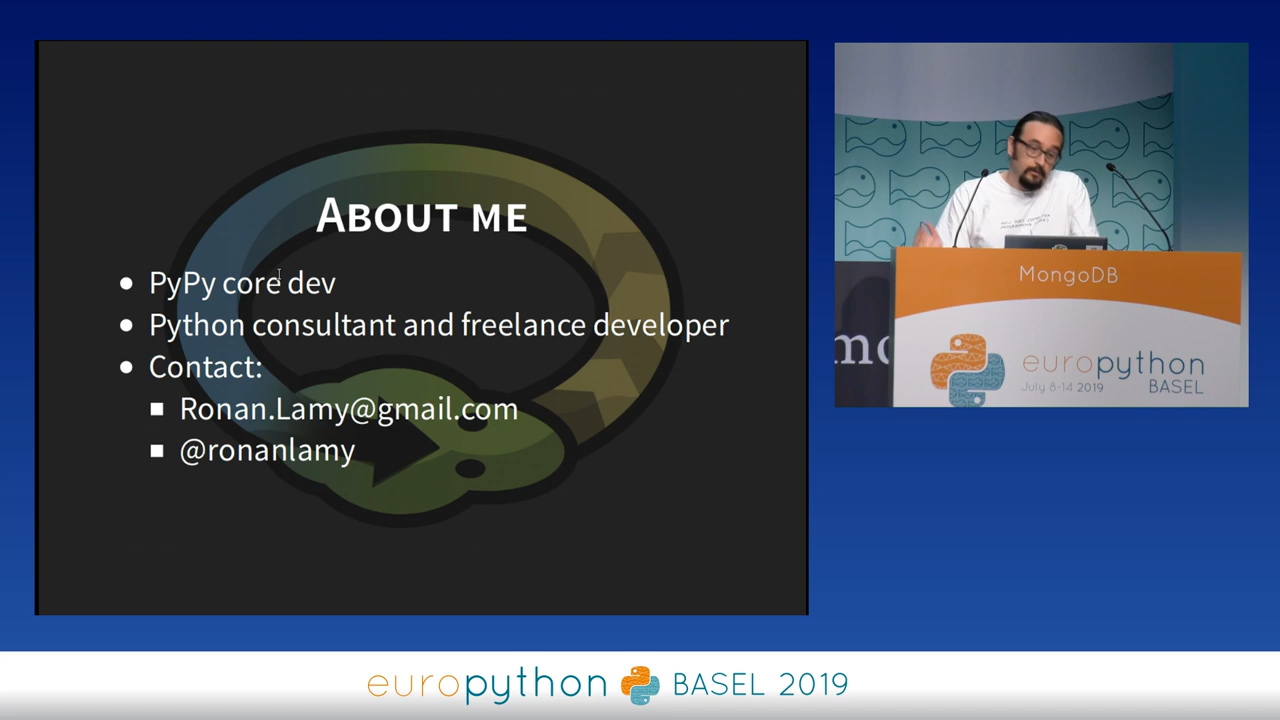 ABOUT ME
PyPy core dev
Python consultant and freelance developer
Contact:
Ronan.Lamy@gmail.com
@ronanlamy
MongoDB
europython
July 8-14 2019
BASEL
europython BASEL 2019